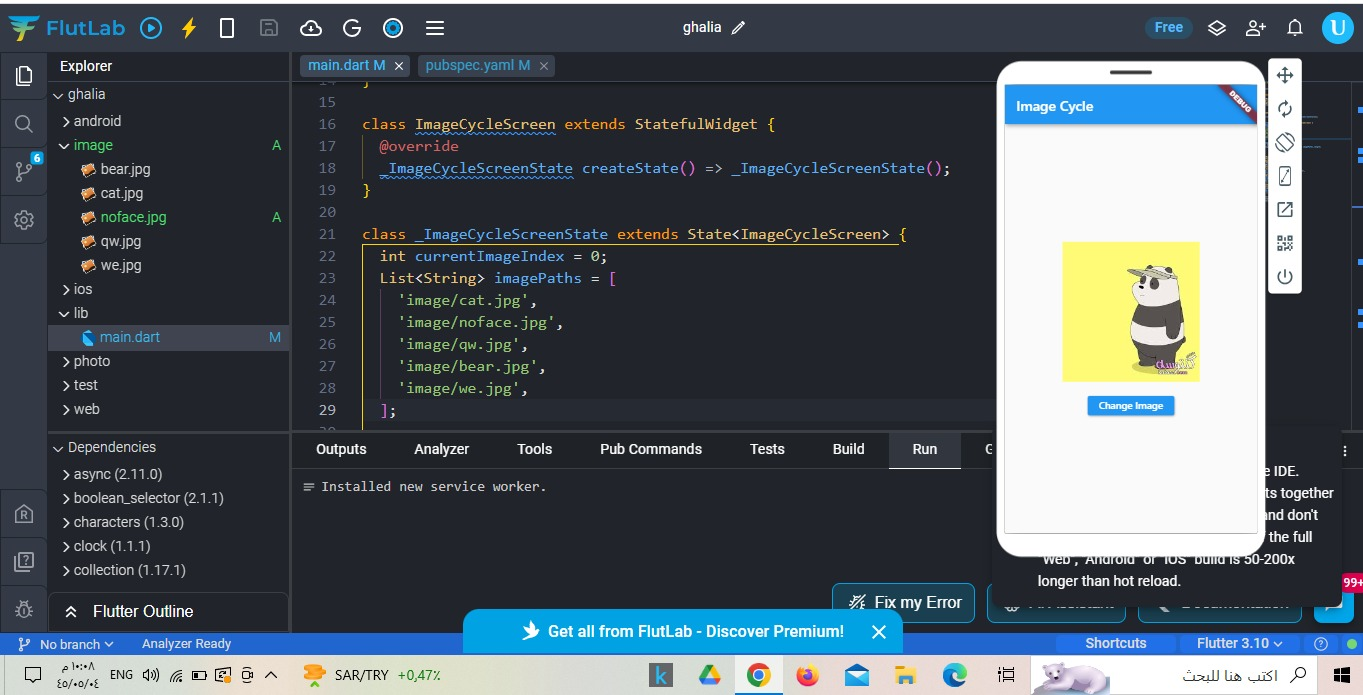 FlutLab
ghalia
Free
U
Explorer
main.dart M
pubspec.yaml M
ghalia
android
image A
bear.jpg
cat.jpg
noface.jpg A
qw.jpg
we.jpg
ios
lib
main.dart M
photo
test
web
6
15
16 class ImageCycleScreen extends StatefulWidget {
17 @override
18 _ImageCycleScreenState createState() => _ImageCycleScreenState();
19 }
20
21 class _ImageCycleScreenState extends State<ImageCycleScreen> {
22 int currentImageIndex = 0;
23 List<String> imagePaths = [
24 'image/cat.jpg',
25 'image/noface.jpg',
26 'image/qw.jpg',
27 'image/bear.jpg',
28 'image/we.jpg',
29 ];
Image Cycle
DEBUG
Change Image
Dependencies
async (2.11.0)
boolean_selector (2.1.1)
characters (1.3.0)
clock (1.1.1)
collection (1.17.1)
Flutter Outline
Outputs Analyzer Tools Pub Commands Tests Build Run
Installed new service worker.
IDE.
together
and don't
the full
"Web", "Android" or "iOS" build is 50-200x
longer than hot reload.
99+
Fix my Error
Get all from FlutLab - Discover Premium!
No branch
Analyzer Ready
Shortcuts
Flutter 3.10
١٠:٠٨ م
٤٥/٠٥/٠٤
ENG
SAR/TRY +0,47%
اكتب هنا للبحث